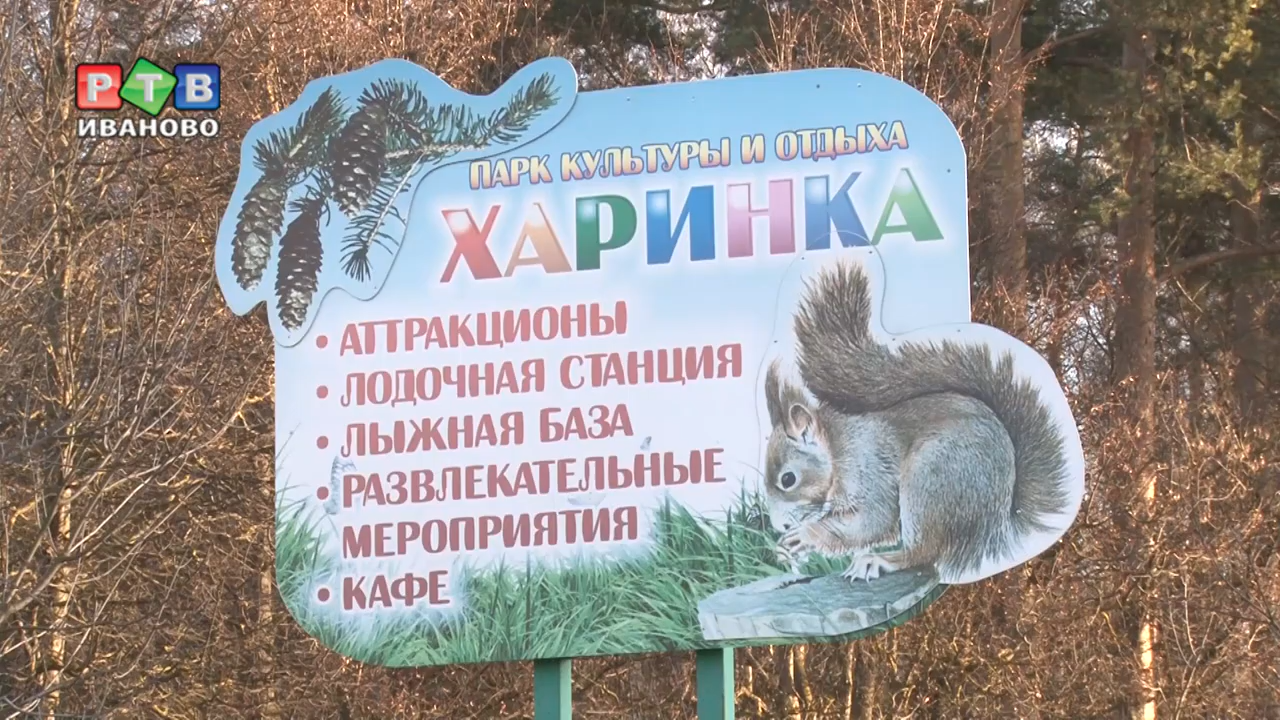 РТВ
ИВАНОВО
ПАРК КУЛЬТУРЫ И ОТДЫХА
ХАРИНКА
• АТТРАКЦИОНЫ
• ЛОДОЧНАЯ СТАНЦИЯ
• ЛЫЖНАЯ БАЗА
• РАЗВЛЕКАТЕЛЬНЫЕ
МЕРОПРИЯТИЯ
• КАФЕ